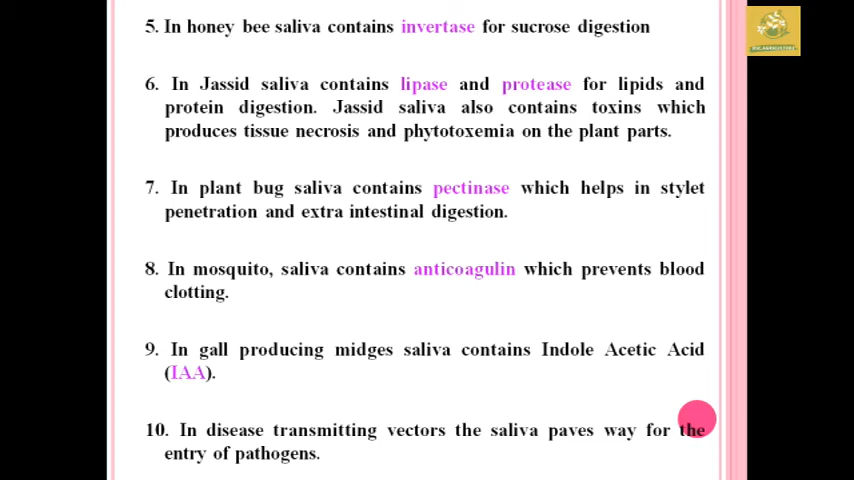 5. In honey bee saliva contains invertase for sucrose digestion
6. In Jassid saliva contains lipase and protease for lipids and
protein digestion. Jassid saliva also contains toxins which
produces tissue necrosis and phytotoxemia on the plant parts.
7. In plant bug saliva contains pectinase which helps in stylet
penetration and extra intestinal digestion.
8. In mosquito, saliva contains anticoagulin which prevents blood
clotting.
9. In gall producing midges saliva contains Indole Acetic Acid
(IAA).
10. In disease transmitting vectors the saliva paves way for the
entry of pathogens.